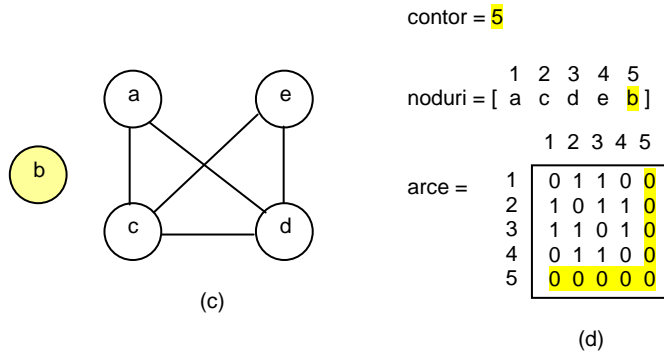 contor = 5
1 2 3 4 5
noduri = [ a c d e b ]
a e
b
c d
(c)
1 2 3 4 5
arce =
1 0 1 1 0 0
2 1 0 1 1 0
3 1 1 0 1 0
4 0 1 1 0 0
5 0 0 0 0 0
(d)